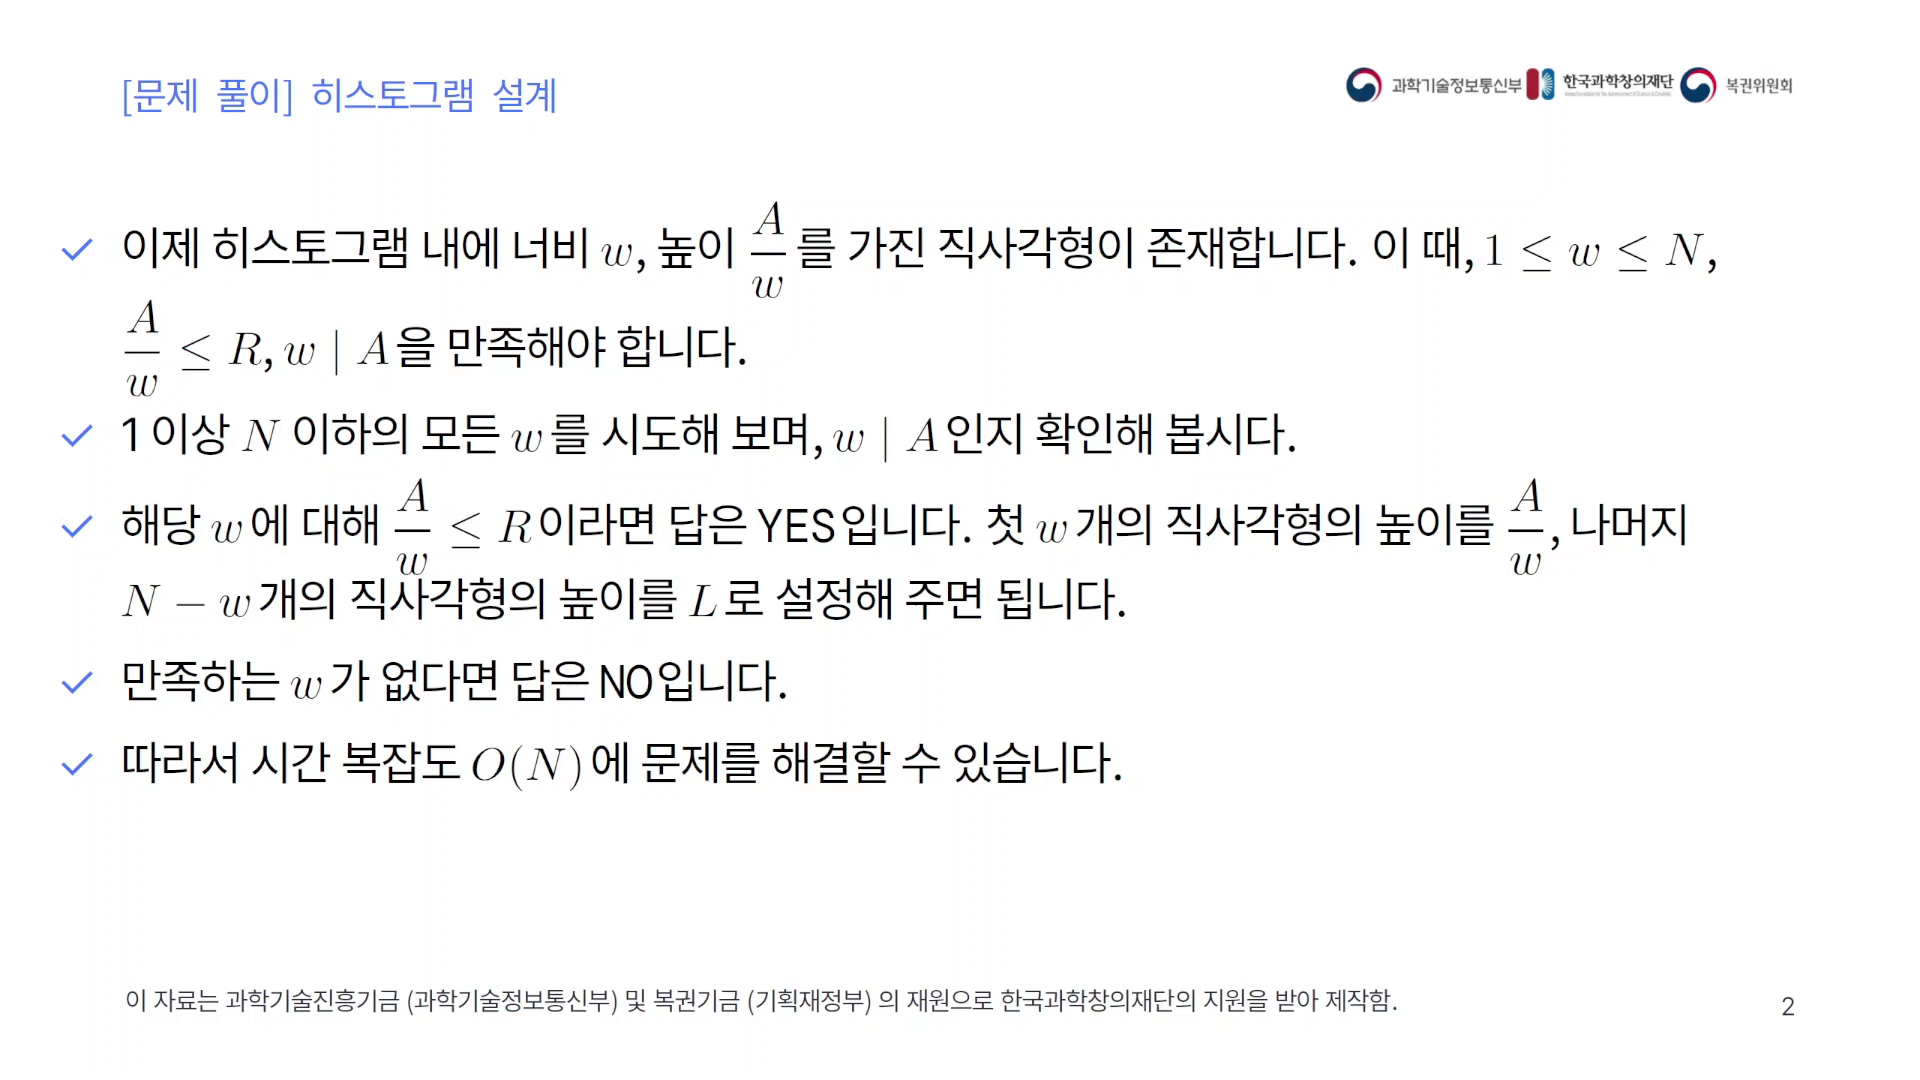 [문제 풀이] 히스토그램 설계
과학기술정보통신부 한국과학창의재단 복권위원회
이제 히스토그램 내에 너비 w, 높이 A/w를 가진 직사각형이 존재합니다. 이 때, 1 ≤ w ≤ N,
A/w ≤ R, w | A을 만족해야 합니다.
1 이상 N 이하의 모든 w를 시도해 보며, w | A인지 확인해 봅시다.
해당 w에 대해 A/w ≤ R이라면 답은 YES입니다. 첫 w개의 직사각형의 높이를 A/w, 나머지
N − w개의 직사각형의 높이를 L로 설정해 주면 됩니다.
만족하는 w가 없다면 답은 NO입니다.
따라서 시간 복잡도 O(N)에 문제를 해결할 수 있습니다.
이 자료는 과학기술진흥기금 (과학기술정보통신부) 및 복권기금 (기획재정부) 의 재원으로 한국과학창의재단의 지원을 받아 제작함.
2